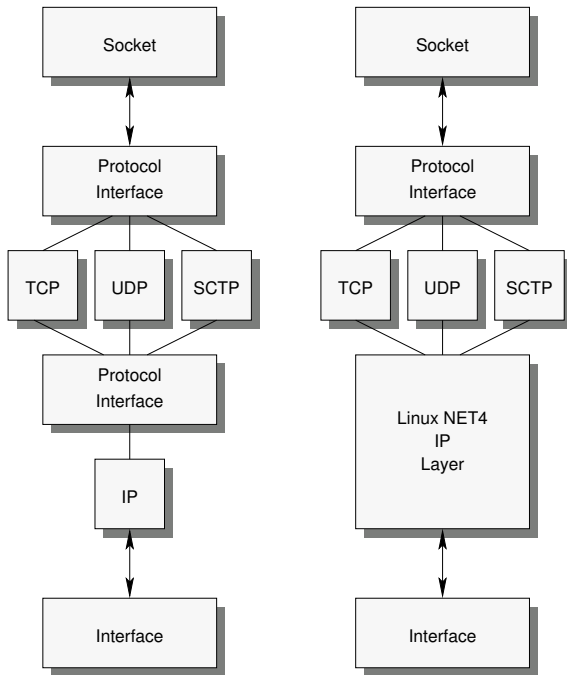 Socket
Protocol
Interface
TCP
UDP
SCTP
Protocol
Interface
IP
Interface
Socket
Protocol
Interface
TCP
UDP
SCTP
Linux NET4
IP
Layer
Interface